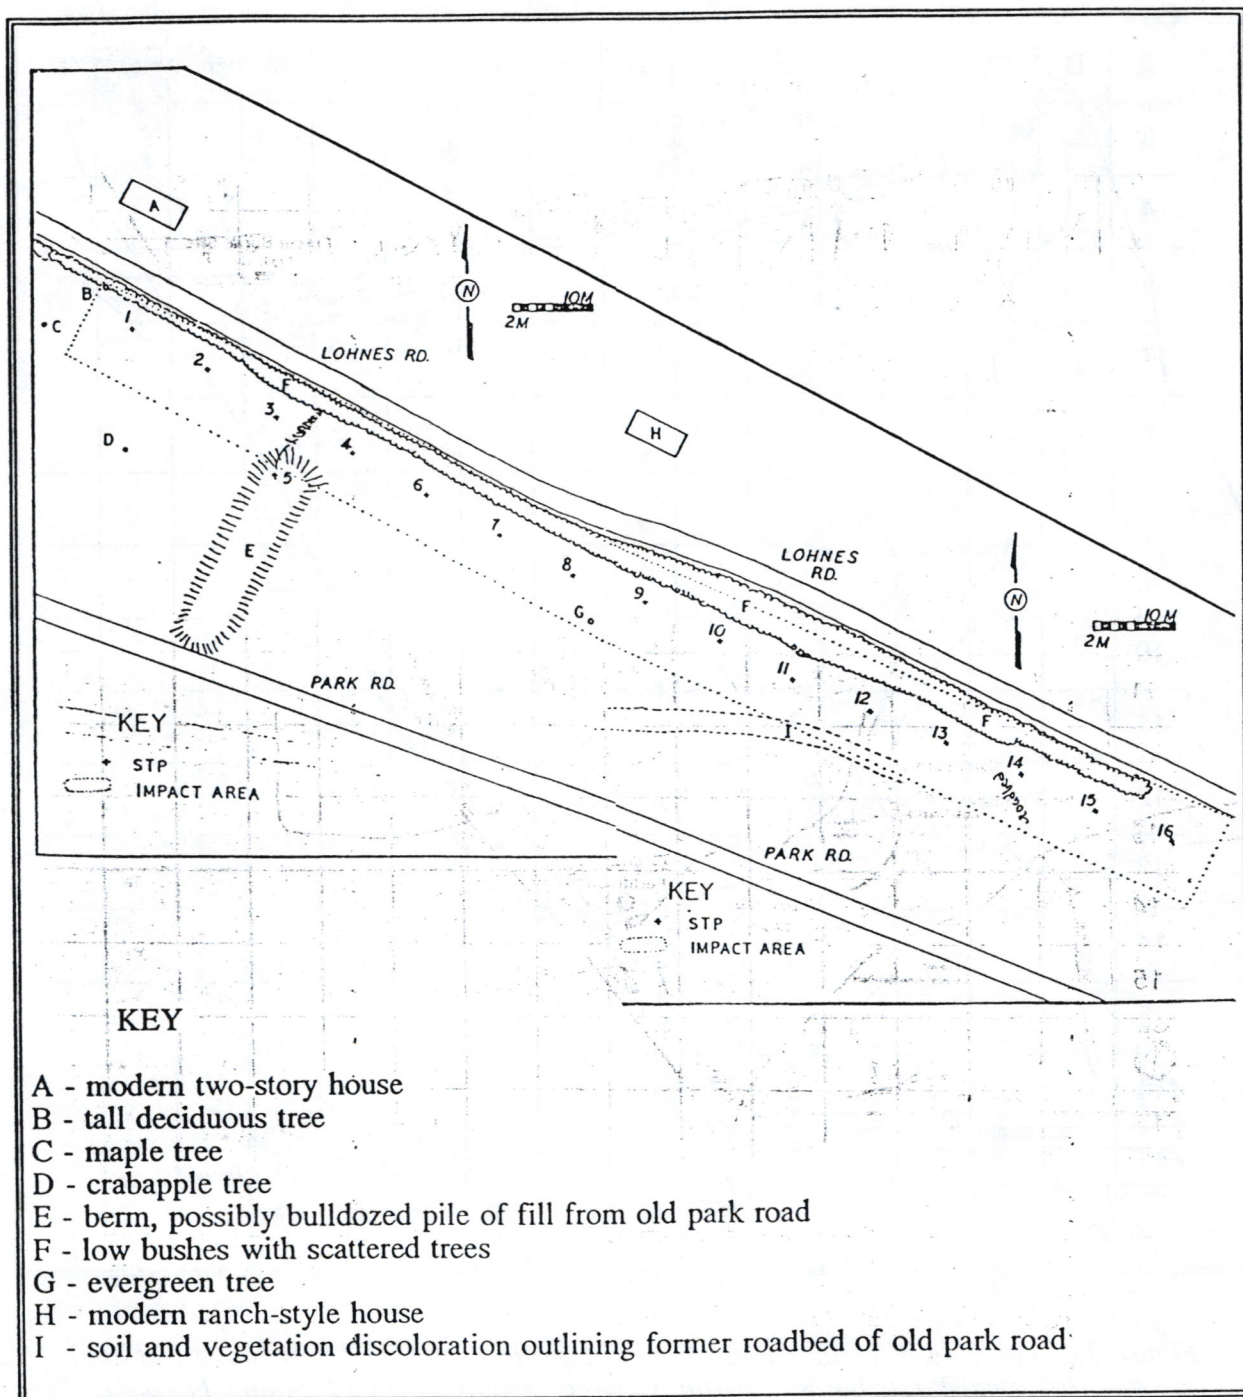 A
B
C
1
2
LOHNES RD.
N
10M
2M
F
3
4
D
5
6
E
7
H
8
9
G
LOHNES
RD.
F
N
10M
2M
10
11
12
I
13
F
14
15
16
PARK RD.
KEY
STP
IMPACT AREA
PARK RD.
KEY
STP
IMPACT AREA
KEY
A - modern two-story house
B - tall deciduous tree
C - maple tree
D - crabapple tree
E - berm, possibly bulldozed pile of fill from old park road
F - low bushes with scattered trees
G - evergreen tree
H - modern ranch-style house
I - soil and vegetation discoloration outlining former roadbed of old park road